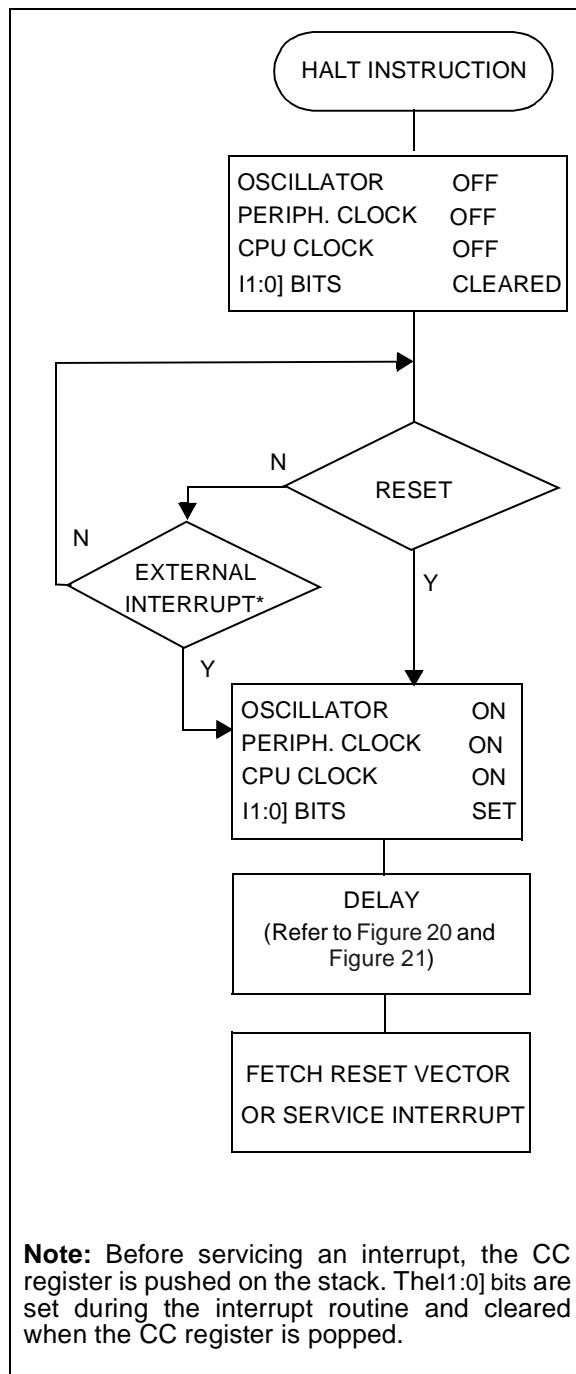 HALT INSTRUCTION
OSCILLATOR OFF
PERIPH. CLOCK OFF
CPU CLOCK OFF
I1:0] BITS CLEARED
N
RESET
N
EXTERNAL
INTERRUPT*
Y
Y
OSCILLATOR ON
PERIPH. CLOCK ON
CPU CLOCK ON
I1:0] BITS SET
DELAY
(Refer to Figure 20 and
Figure 21)
FETCH RESET VECTOR
OR SERVICE INTERRUPT
Note: Before servicing an interrupt, the CC
register is pushed on the stack. TheI1:0] bits are
set during the interrupt routine and cleared
when the CC register is popped.